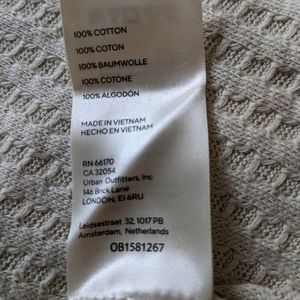 100% COTTON
100% COTON
100% BAUMWOLLE
100% COTONE
100% ALGODÓN
MADE IN VIETNAM
HECHO EN VIETNAM
RN 66170
CA 32054
Urban Outfitters, Inc
146 Brick Lane
LONDON, E1 6RU
Leidsestraat 32, 1017 PB
Amsterdam, Netherlands
OB1581267